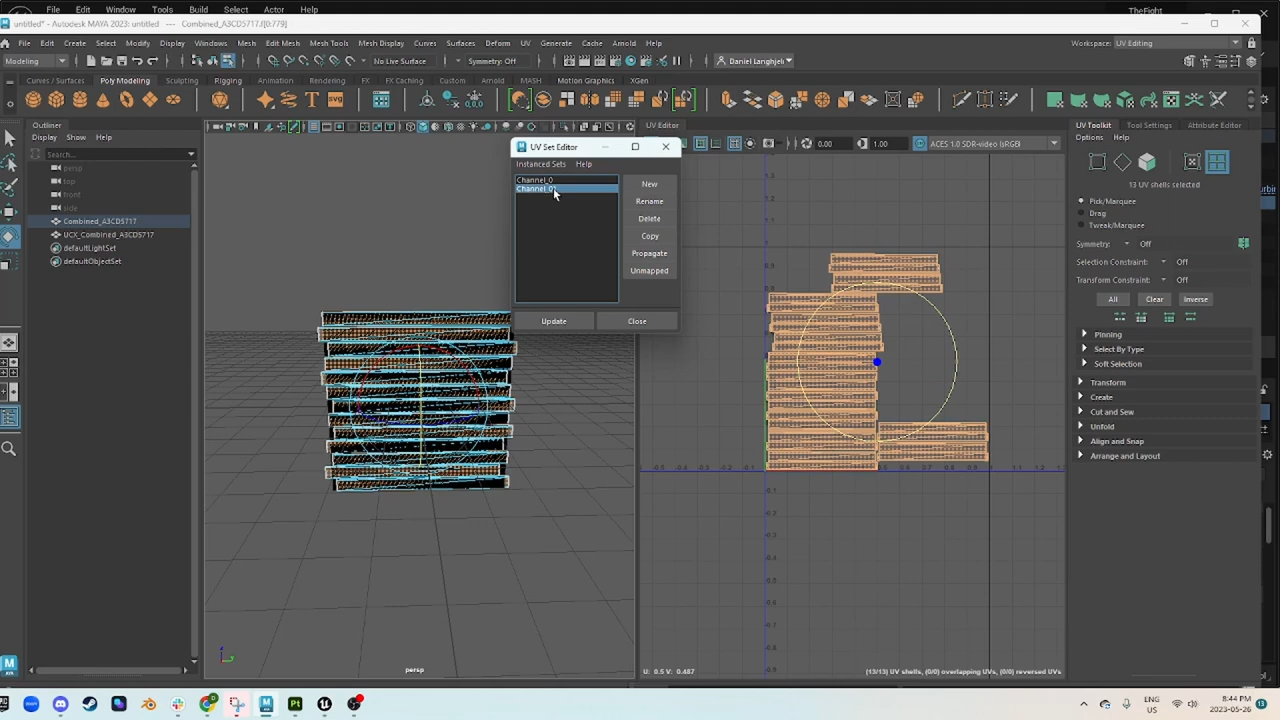 File Edit Window Tools Build Select Actor Help TheFight
untitled* - Autodesk MAYA 2023: untitled --- Combined_A3CD5717.f[0:779]
File Edit Create Select Modify Display Windows Mesh Edit Mesh Mesh Tools Mesh Display Curves Surfaces Deform UV Generate Cache Arnold Help Workspace: UV Editing
Modeling No Live Surface Symmetry: Off Daniel Langhjelm
Curves / Surfaces Poly Modeling Sculpting Rigging Animation Rendering FX FX Caching Custom Arnold MASH Motion Graphics XGen
Outliner UV Editor UV Toolkit Tool Settings Attribute Editor
Display Show Help Options Help
0.00 1.00 ACES 1.0 SDR-video (sRGB)
Search...
persp
top
front
side
Combined_A3CD5717
UCX_Combined_A3CD5717
defaultLightSet
defaultObjectSet
UV Set Editor
Instanced Sets Help
Channel_0
New
Rename
Delete
Copy
Propagate
Unmapped
Update Close
13 UV shells selected
Pick/Marquee
Drag
Tweak/Marquee
Symmetry: Off
Selection Constraint: Off
Transform Constraint: Off
All Clear Inverse
Pinning
Select By Type
Soft Selection
Transform
Create
Cut and Sew
Unfold
Align and Snap
Arrange and Layout
persp
U: 0.5 V: 0.487 (13/13) UV shells, (0/0) overlapping UVs, (0/0) reversed UVs
ENG
US
8:44 PM
2023-05-26
13